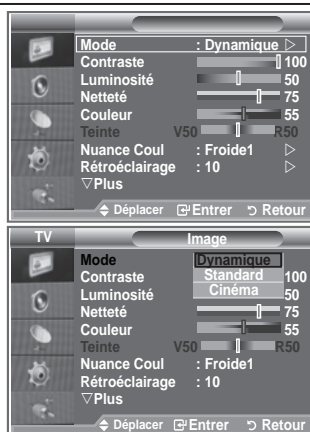 Mode : Dynamique ▷
Contraste 100
Luminosité 50
Netteté 75
Couleur 55
Teinte V50 R50
Nuance Coul : Froide1 ▷
Rétroéclairage : 10 ▷
▽Plus
Déplacer Entrer Retour
TV Image
Mode Dynamique
Contraste Standard 100
Luminosité Cinéma 50
Netteté 75
Couleur 55
Teinte V50 R50
Nuance Coul : Froide1
Rétroéclairage : 10
▽Plus
Déplacer Entrer Retour